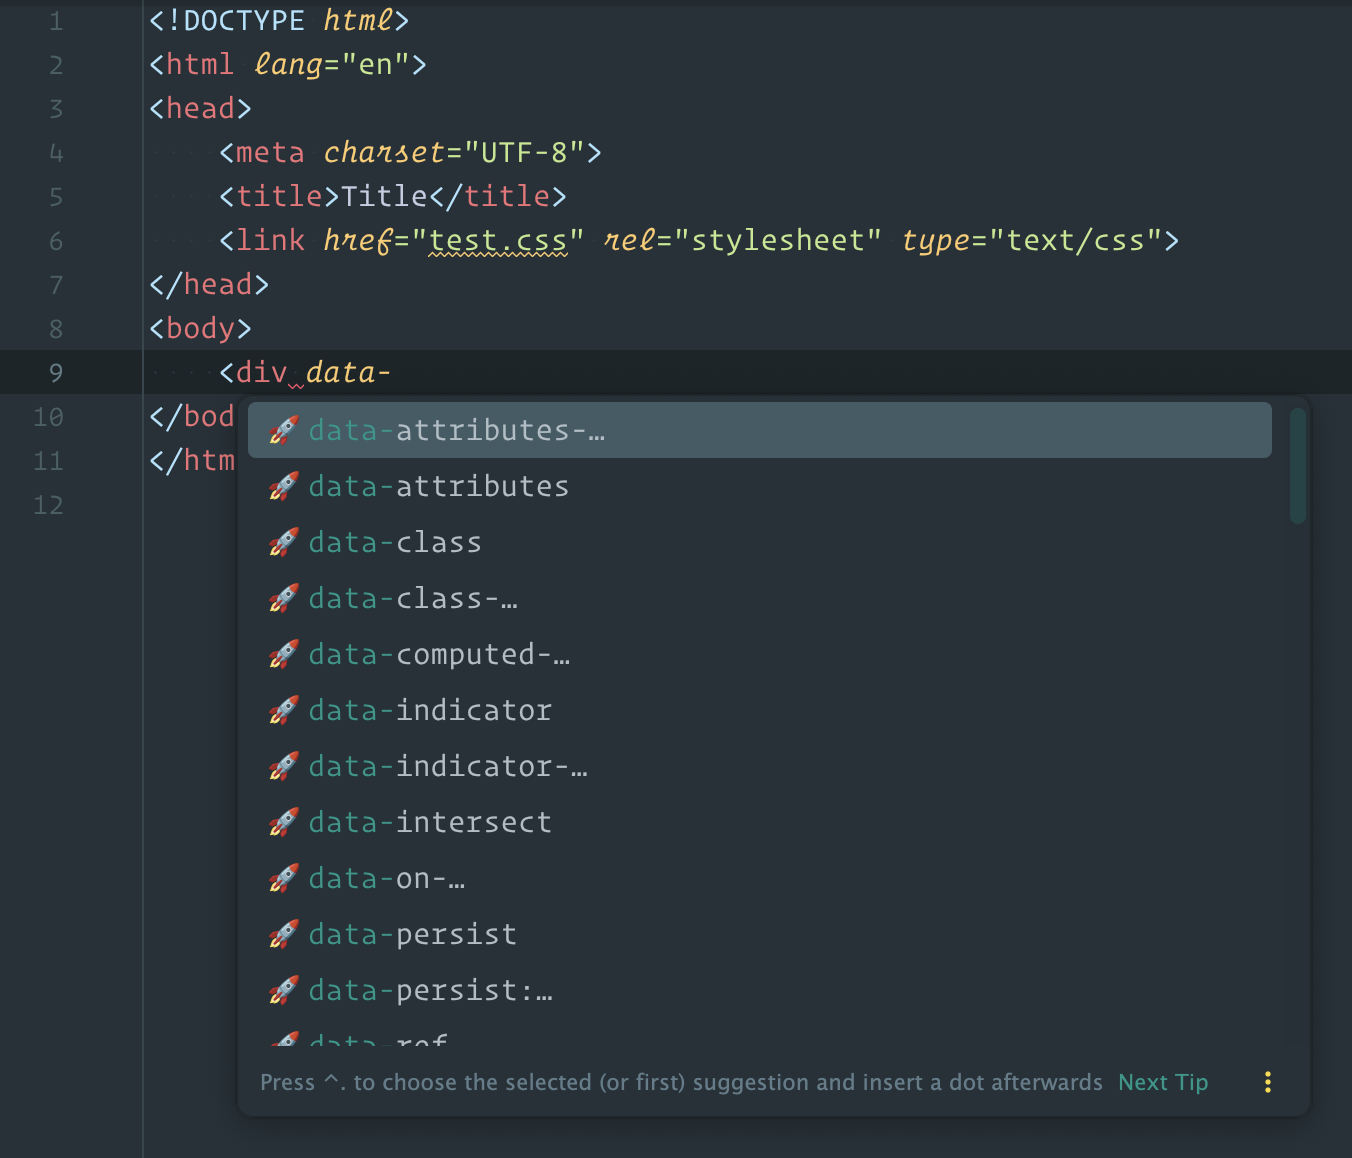 1 <!DOCTYPE html>
2 <html lang="en">
3 <head>
4 <meta charset="UTF-8">
5 <title>Title</title>
6 <link href="test.css" rel="stylesheet" type="text/css">
7 </head>
8 <body>
9 <div data-
10 </bod
11 </htm
12
data-attributes-…
data-attributes
data-class
data-class-…
data-computed-…
data-indicator
data-indicator-…
data-intersect
data-on-…
data-persist
data-persist:…
data-ref
Press ^. to choose the selected (or first) suggestion and insert a dot afterwards Next Tip